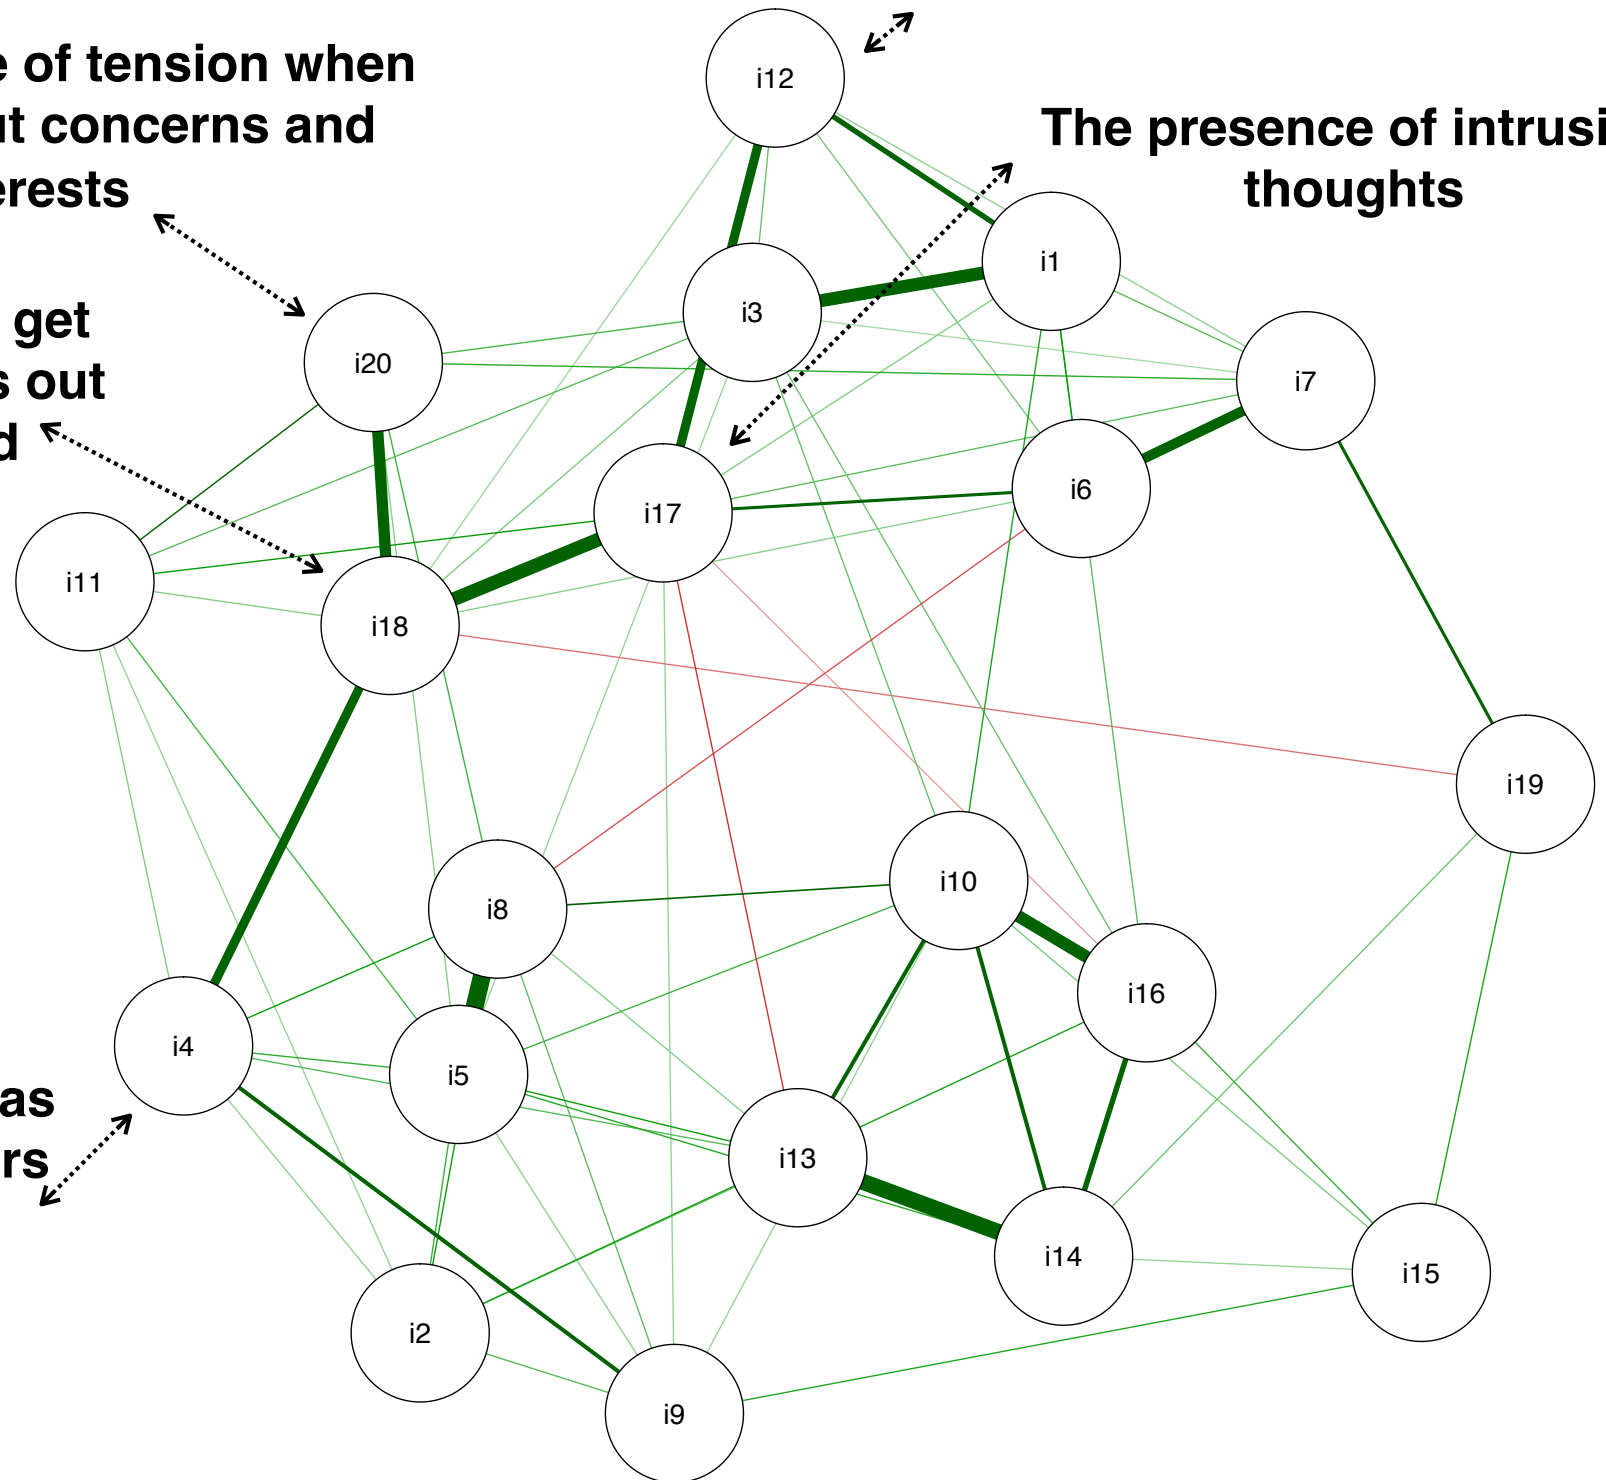 e of tension when
ut concerns and
erests
The presence of intrusi
thoughts
get
s out
d
as
rs
i12
i1
i3
i20
i7
i6
i17
i11
i18
i19
i10
i8
i16
i4
i5
i13
i14
i15
i2
i9